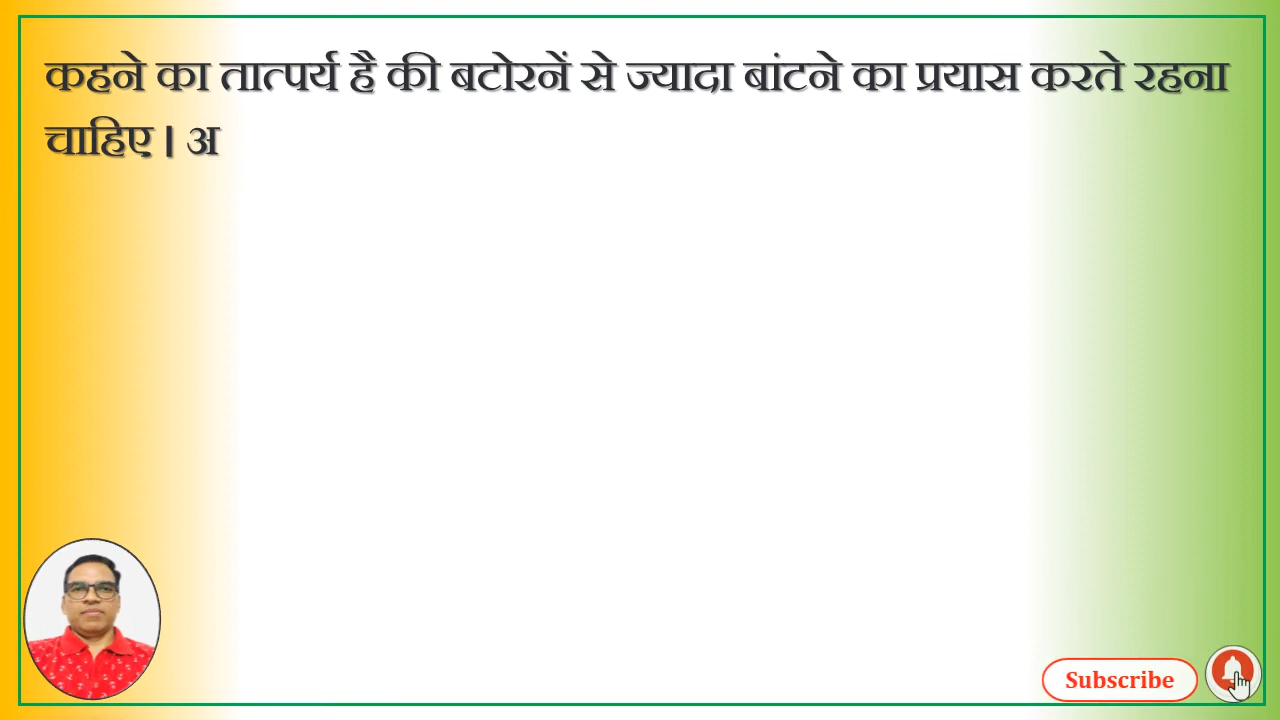 कहने का तात्पर्य है की बटोरनें से ज्यादा बांटने का प्रयास करते रहना
चाहिए । अ
Subscribe